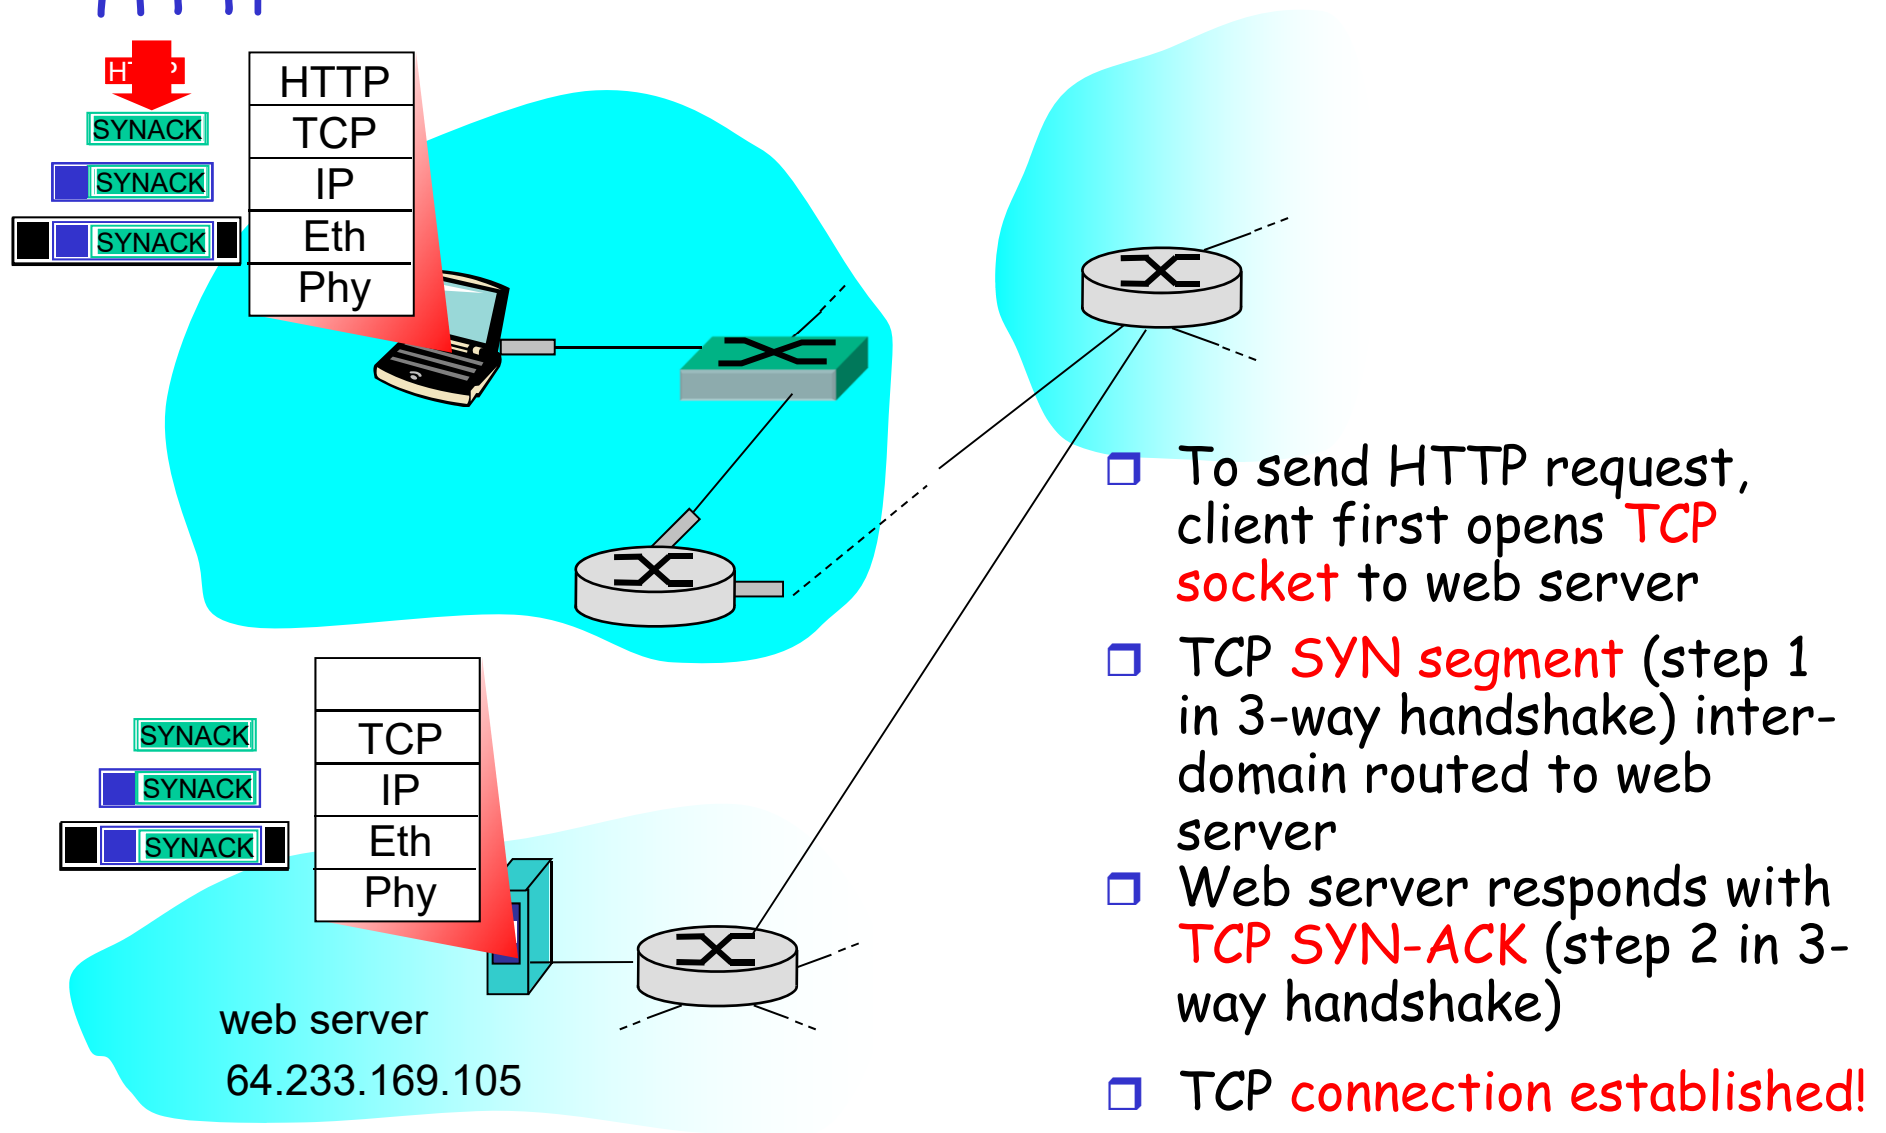 HTTP
SYNACK
SYNACK
SYNACK
HTTP
TCP
IP
Eth
Phy
SYNACK
SYNACK
SYNACK
TCP
IP
Eth
Phy
web server
64.233.169.105
To send HTTP request,
client first opens TCP
socket to web server
TCP SYN segment (step 1
in 3-way handshake) inter-
domain routed to web
server
Web server responds with
TCP SYN-ACK (step 2 in 3-
way handshake)
TCP connection established!